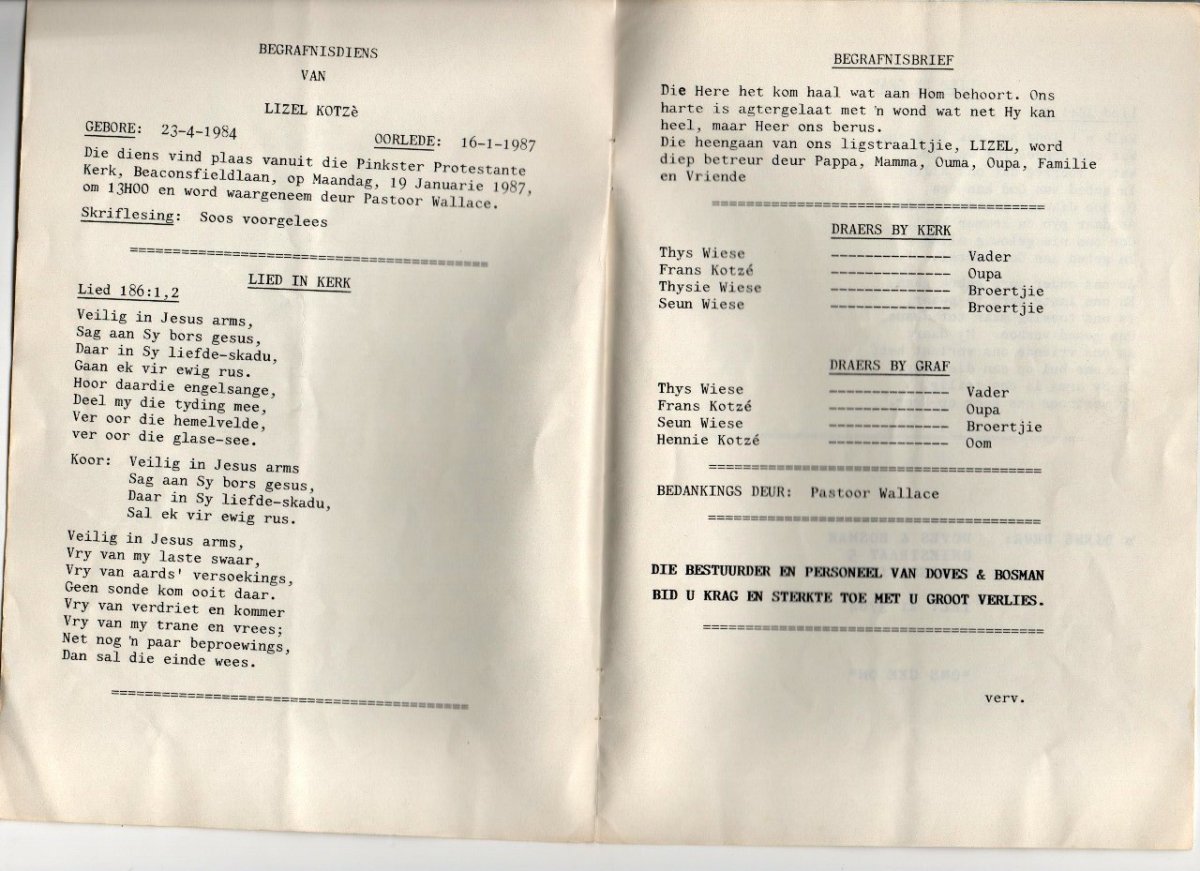 BEGRAFNISDIENS
VAN
LIZEL KOTZè
GEBORE: 23-4-1984
OORLEDE: 16-1-1987
Die diens vind plaas vanuit die Pinkster Protestante
Kerk, Beaconsfieldlaan, op Maandag, 19 Januarie 1987,
om 13H00 en word waargeneem deur Pastoor Wallace.
Skriflesing: Soos voorgelees
==========================================
LIED IN KERK
Lied 186:1,2
Veilig in Jesus arms,
Sag aan Sy bors gesus,
Daar in Sy liefde-skadu,
Gaan ek vir ewig rus.
Hoor daardie engelsange,
Deel my die tyding mee,
Ver oor die hemelvelde,
ver oor die glase-see.
Koor: Veilig in Jesus arms
Sag aan Sy bors gesus,
Daar in Sy liefde-skadu,
Sal ek vir ewig rus.
Veilig in Jesus arms,
Vry van my laste swaar,
Vry van aards' versoekings,
Geen sonde kom ooit daar.
Vry van verdriet en kommer
Vry van my trane en vrees;
Net nog 'n paar beproewings,
Dan sal die einde wees.
==========================================
BEGRAFNISBRIEF
Die Here het kom haal wat aan Hom behoort. Ons
harte is agtergelaat met 'n wond wat net Hy kan
heel, maar Heer ons berus.
Die heengaan van ons ligstraaltjie, LIZEL, word
diep betreur deur Pappa, Mamma, Ouma, Oupa, Familie
en Vriende
========================================
DRAERS BY KERK
Thys Wiese -------------- Vader
Frans Kotzé -------------- Oupa
Thysie Wiese -------------- Broertjie
Seun Wiese -------------- Broertjie
DRAERS BY GRAF
Thys Wiese -------------- Vader
Frans Kotzé -------------- Oupa
Seun Wiese -------------- Broertjie
Hennie Kotzé -------------- Oom
========================================
BEDANKINGS DEUR: Pastoor Wallace
========================================
DIE BESTUURDER EN PERSONEEL VAN DOVES & BOSMAN
BID U KRAG EN STERKTE TOE MET U GROOT VERLIES.
========================================
verv.